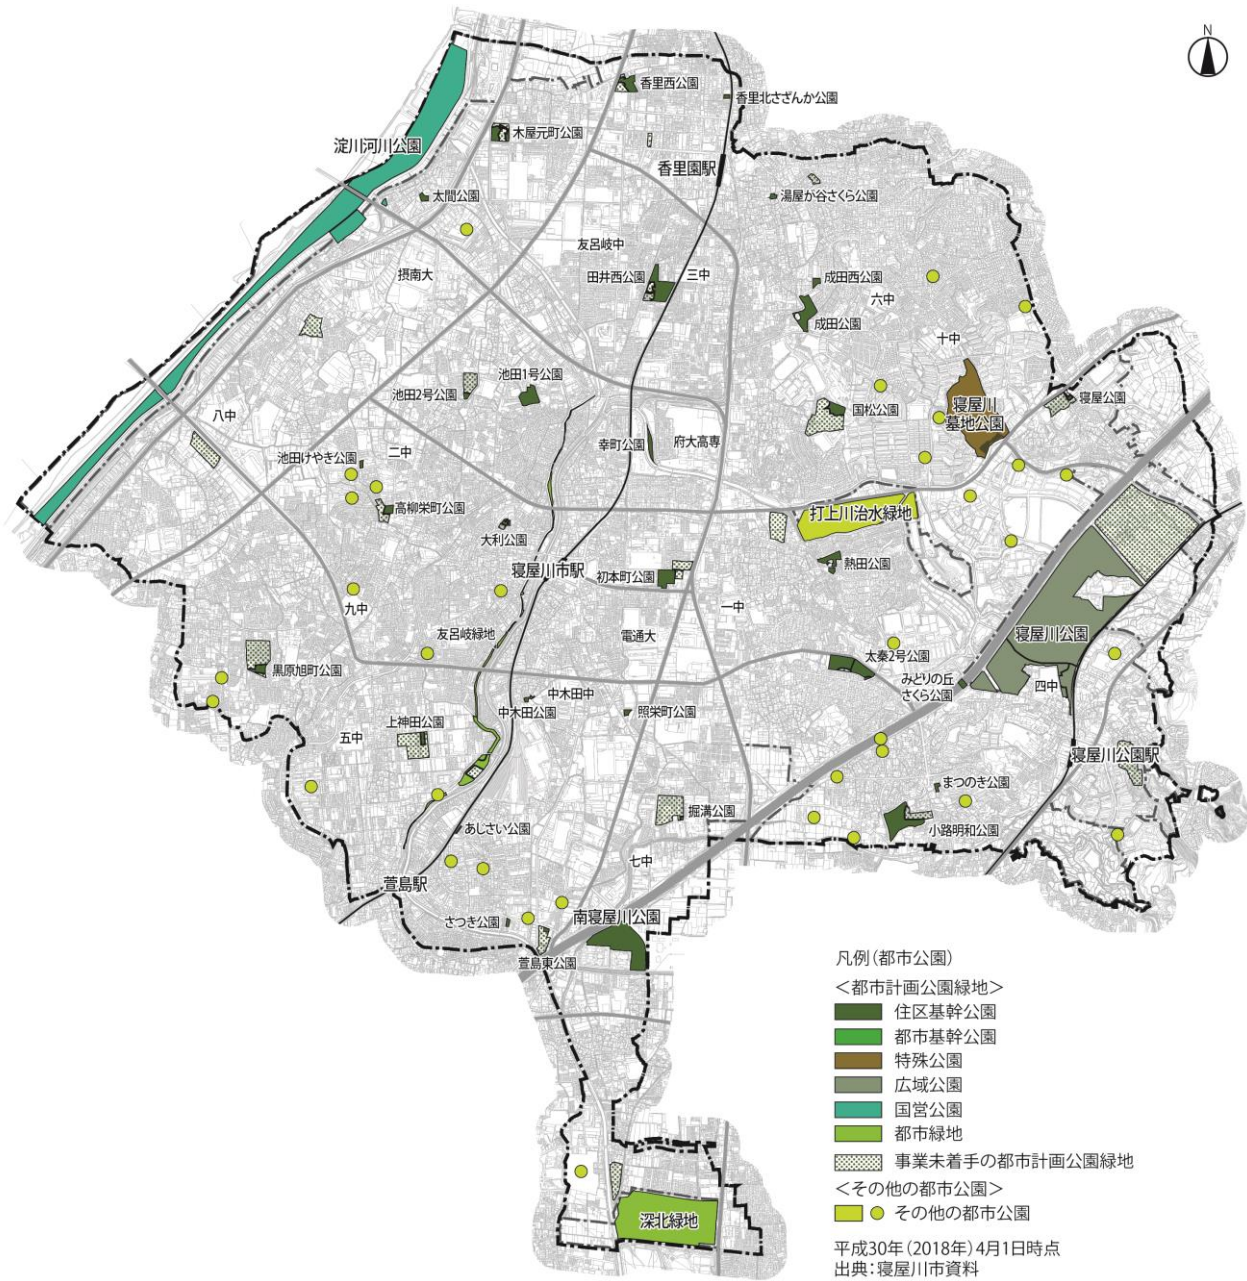 N
香里西公園
香里北さざんか公園
木屋元町公園
淀川河川公園
香里園駅
太間公園
湯屋が谷さくら公園
友呂岐中
摂南大
田井西公園
三中
成田西公園
六中
成田公園
十中
池田1号公園
池田2号公園
寝屋公園
寝屋川
墓地公園
国松公園
八中
幸町公園
府大高専
二中
池田けやき公園
高柳栄町公園
打上川治水緑地
大利公園
熱田公園
寝屋川市駅
初本町公園
九中
一中
友呂岐緑地
電通大
寝屋川公園
太秦2号公園
黒原旭町公園
みどりの丘
さくら公園
四中
中木田中
中木田公園
照栄町公園
上神田公園
五中
寝屋川公園駅
まつのき公園
堀溝公園
あじさい公園
小路明和公園
七中
萱島駅
さつき公園
南寝屋川公園
萱島東公園
深北緑地
凡例(都市公園)
<都市計画公園緑地>
住区基幹公園
都市基幹公園
特殊公園
広域公園
国営公園
都市緑地
事業未着手の都市計画公園緑地
<その他の都市公園>
その他の都市公園
平成30年(2018年)4月1日時点
出典:寝屋川市資料